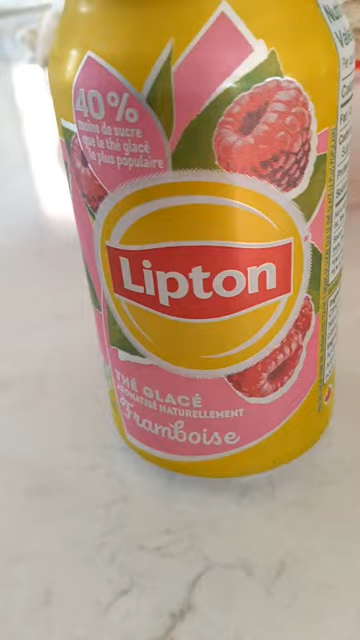 40%
moins de sucre
que le thé glacé
le plus populaire
Lipton
THÉ GLACÉ
AROMATISÉ NATURELLEMENT
Framboise